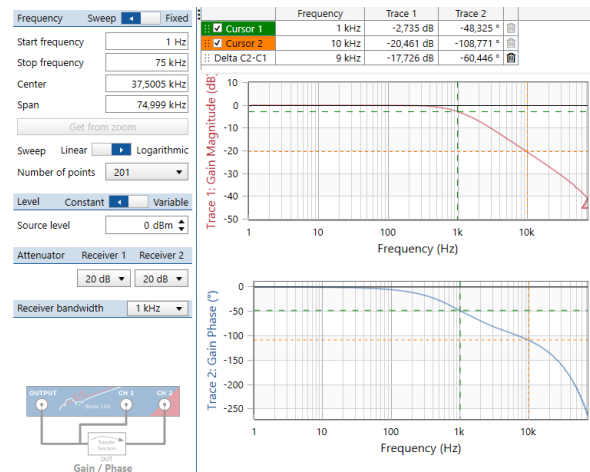 Frequency Sweep Fixed
Start frequency 1 Hz
Stop frequency 75 kHz
Center 37,5005 kHz
Span 74,999 kHz
Get from zoom
Sweep Linear Logarithmic
Number of points 201
Level Constant Variable
Source level 0 dBm
Attenuator Receiver 1 Receiver 2
20 dB 20 dB
Receiver bandwidth 1 kHz
OUTPUT CH 1 CH 2
Bode 100
Transfer
function
DUT
Gain / Phase
Frequency Trace 1 Trace 2
Cursor 1 1 kHz -2,735 dB -48,325 °
Cursor 2 10 kHz -20,461 dB -108,771 °
Delta C2-C1 9 kHz -17,726 dB -60,446 °
Trace 1: Gain Magnitude (dB)
10
0
-10
-20
-30
-40
-50
1 10 100 1k 10k
Frequency (Hz)
Trace 2: Gain Phase (°)
0
-50
-100
-150
-200
-250
1 10 100 1k 10k
Frequency (Hz)